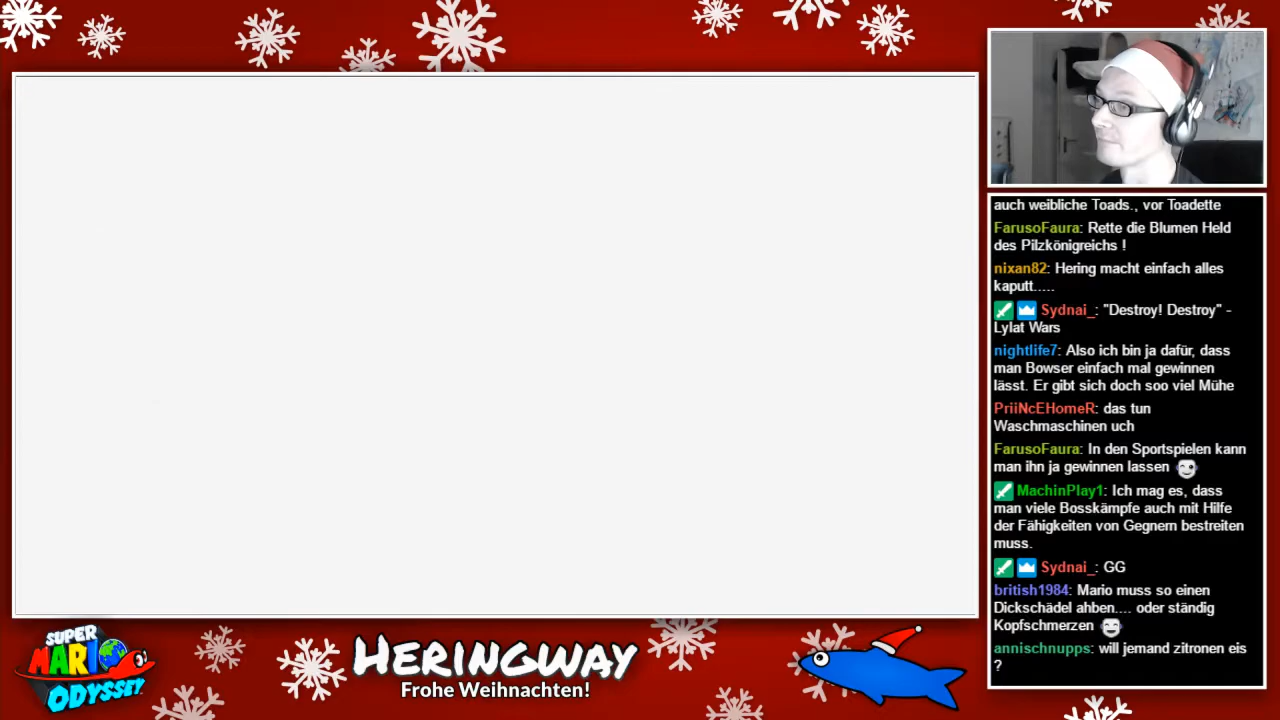 auch weibliche Toads., vor Toadette
FarusoFaura: Rette die Blumen Held
des Pilzkönigreichs !
nixan82: Hering macht einfach alles
kaputt.....
Sydnai_: "Destroy! Destroy" -
Lylat Wars
nightlife7: Also ich bin ja dafür, dass
man Bowser einfach mal gewinnen
lässt. Er gibt sich doch soo viel Mühe
PriiNcEHomeR: das tun
Waschmaschinen uch
FarusoFaura: In den Sportspielen kann
man ihn ja gewinnen lassen
MachinPlay1: Ich mag es, dass
man viele Bosskämpfe auch mit Hilfe
der Fähigkeiten von Gegnern bestreiten
muss.
Sydnai_: GG
british1984: Mario muss so einen
Dickschädel ahben.... oder ständig
Kopfschmerzen
annischnupps: will jemand zitronen eis
?
SUPER
MARIO
ODYSSEY
HERINGWAY
Frohe Weihnachten!